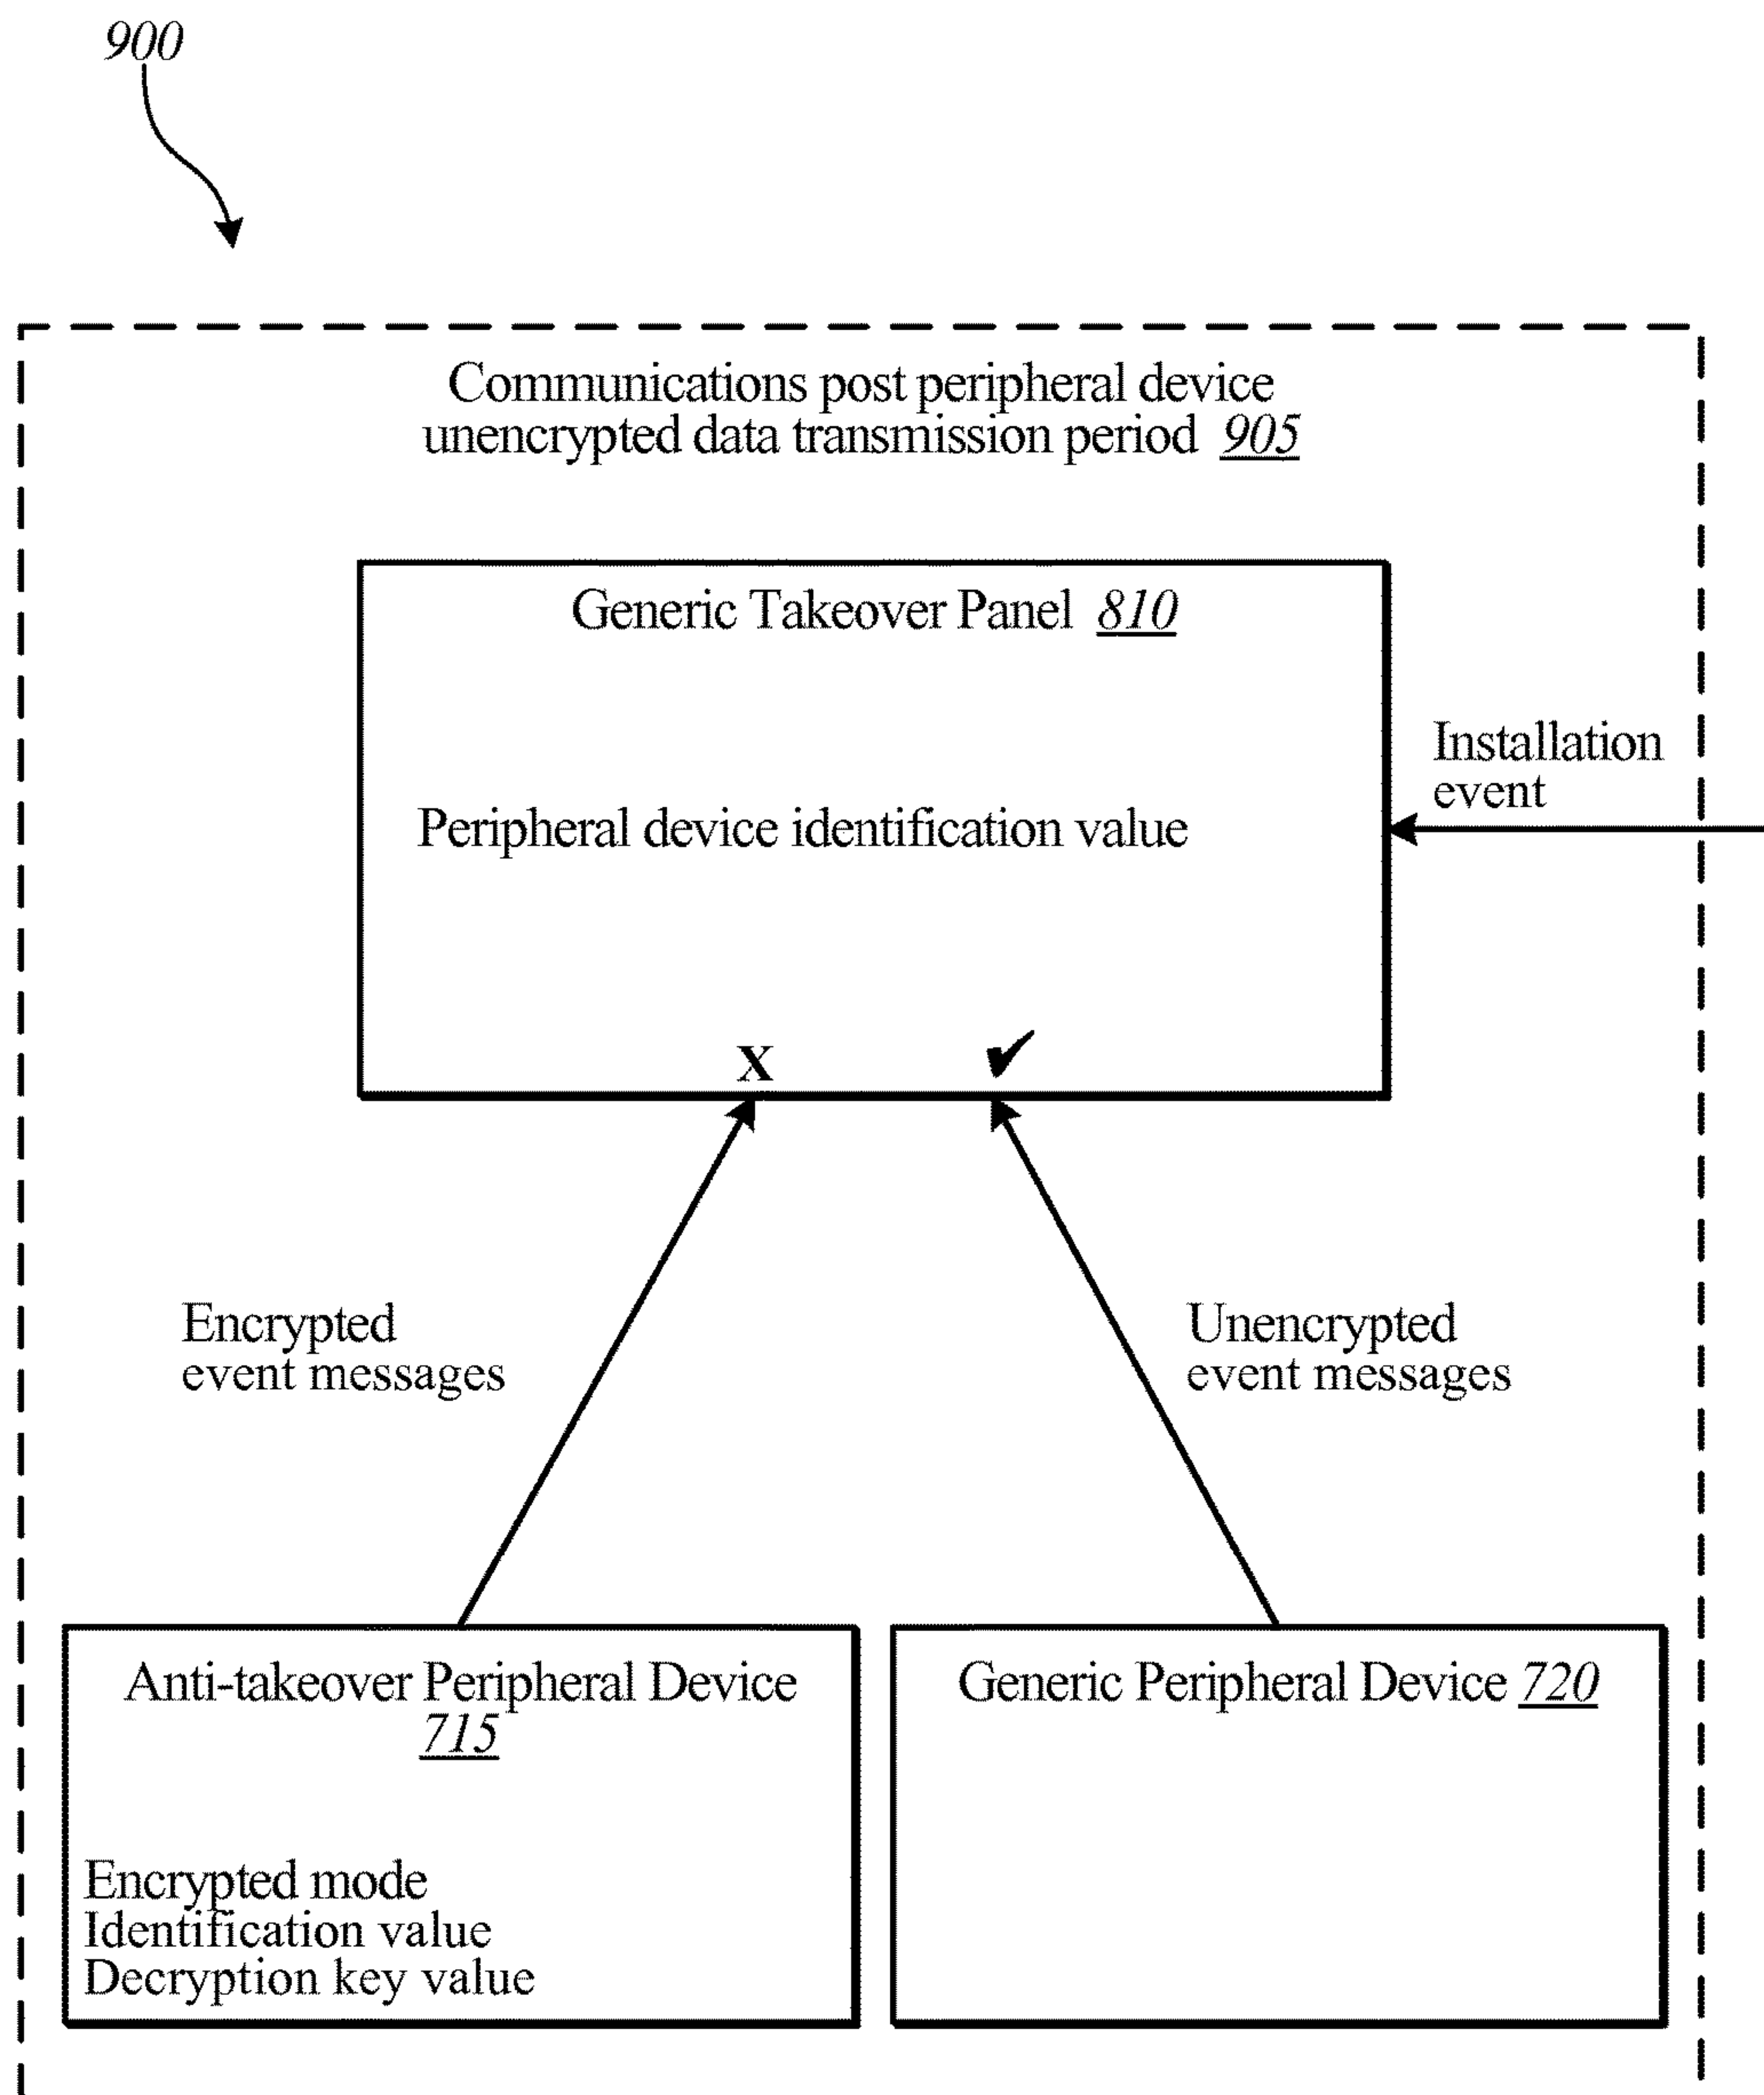 900
Communications post peripheral device
unencrypted data transmission period 905
Generic Takeover Panel 810
Installation
event
Peripheral device identification value
X
✔
Encrypted
event messages
Unencrypted
event messages
Anti-takeover Peripheral Device
715
Generic Peripheral Device 720
Encrypted mode
Identification value
Decryption key value